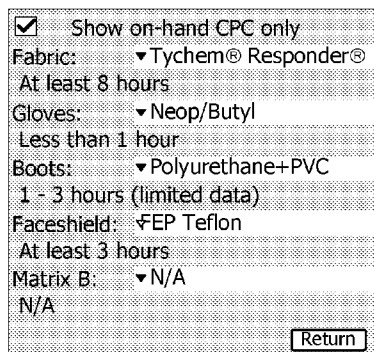 Show on-hand CPC only
Fabric: Tychem® Responder®
At least 8 hours
Gloves: Neop/Butyl
Less than 1 hour
Boots: Polyurethane+PVC
1 - 3 hours (limited data)
Faceshield: FEP Teflon
At least 3 hours
Matrix B: N/A
N/A
Return